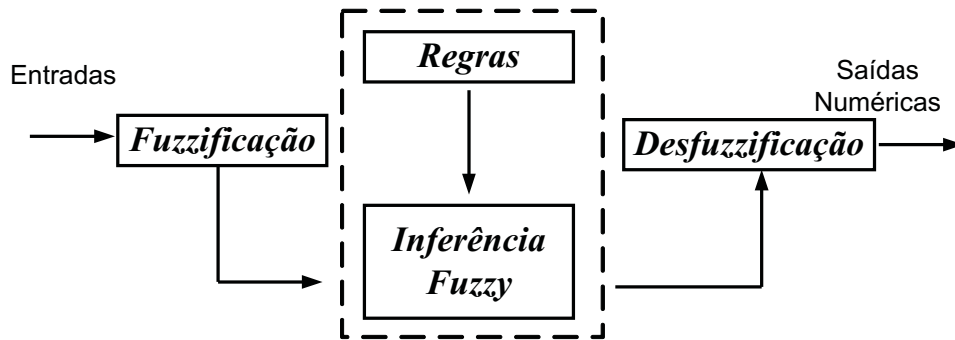 Entradas
Fuzzificação
Regras
Inferência
Fuzzy
Desfuzzificação
Saídas
Numéricas